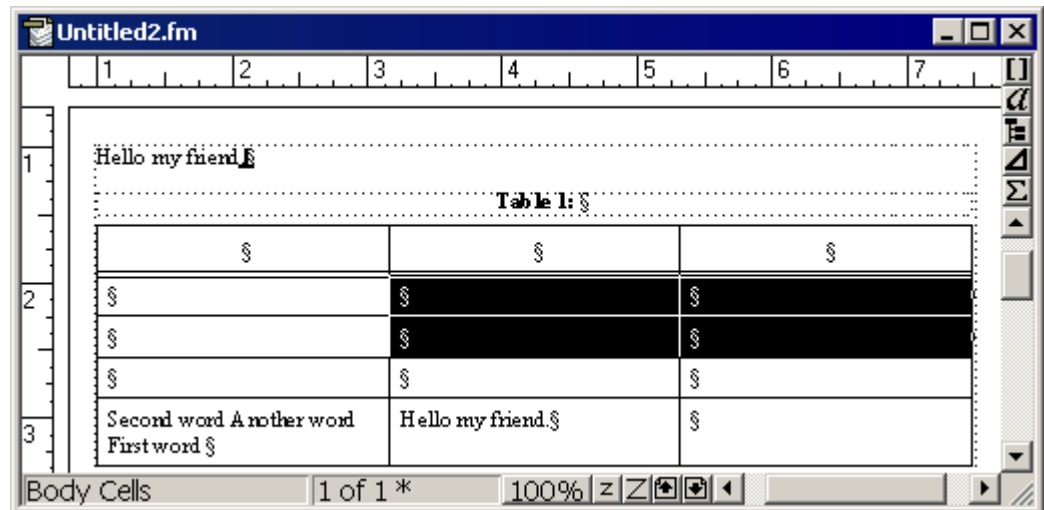 Untitled2.fm
1 2 3 4 5 6 7
1
Hello my friend.§
Table 1: §
§ § §
2
§ § §
§ § §
§ § §
3
Second word Another word
First word § Hello my friend.§ §
Body Cells 1 of 1 * 100% z Z